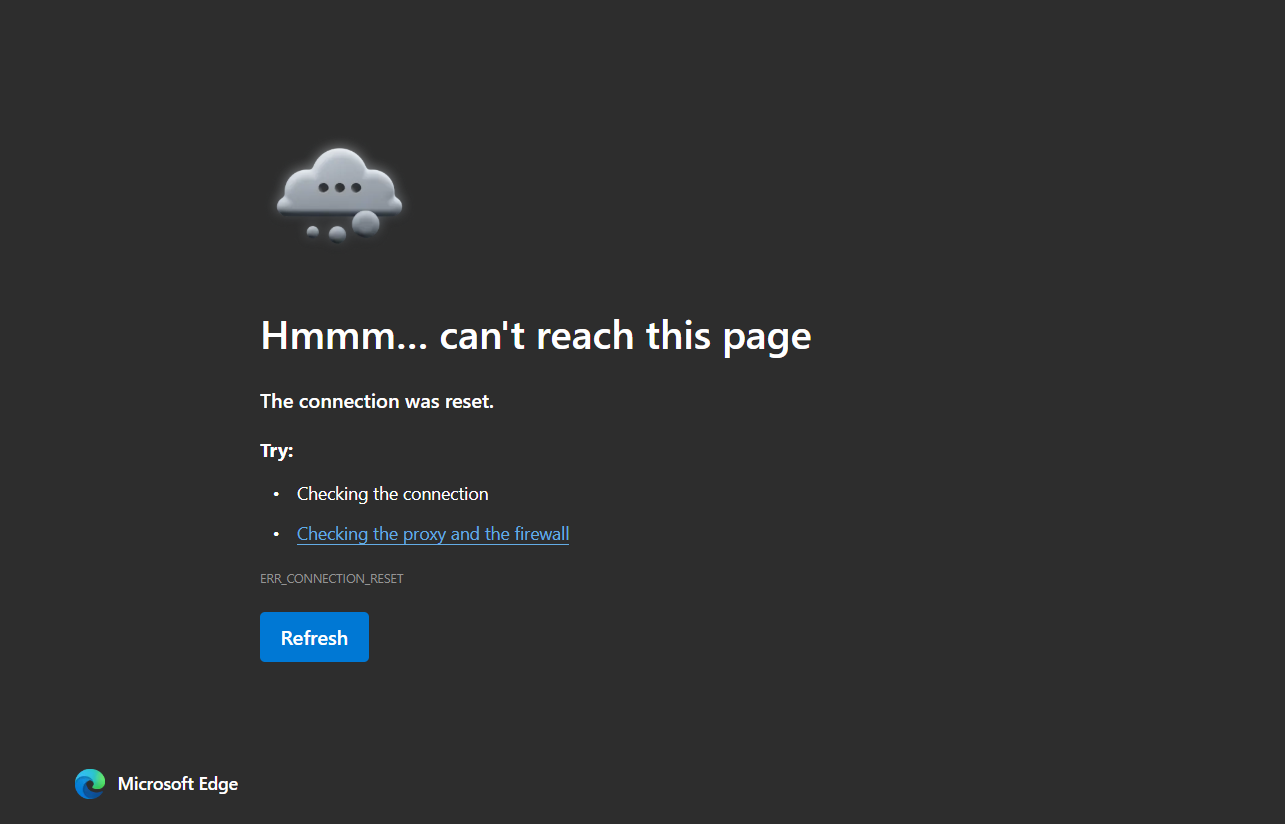 Hmmm... can't reach this page
The connection was reset.
Try:
• Checking the connection
• Checking the proxy and the firewall
ERR_CONNECTION_RESET
Refresh
Microsoft Edge